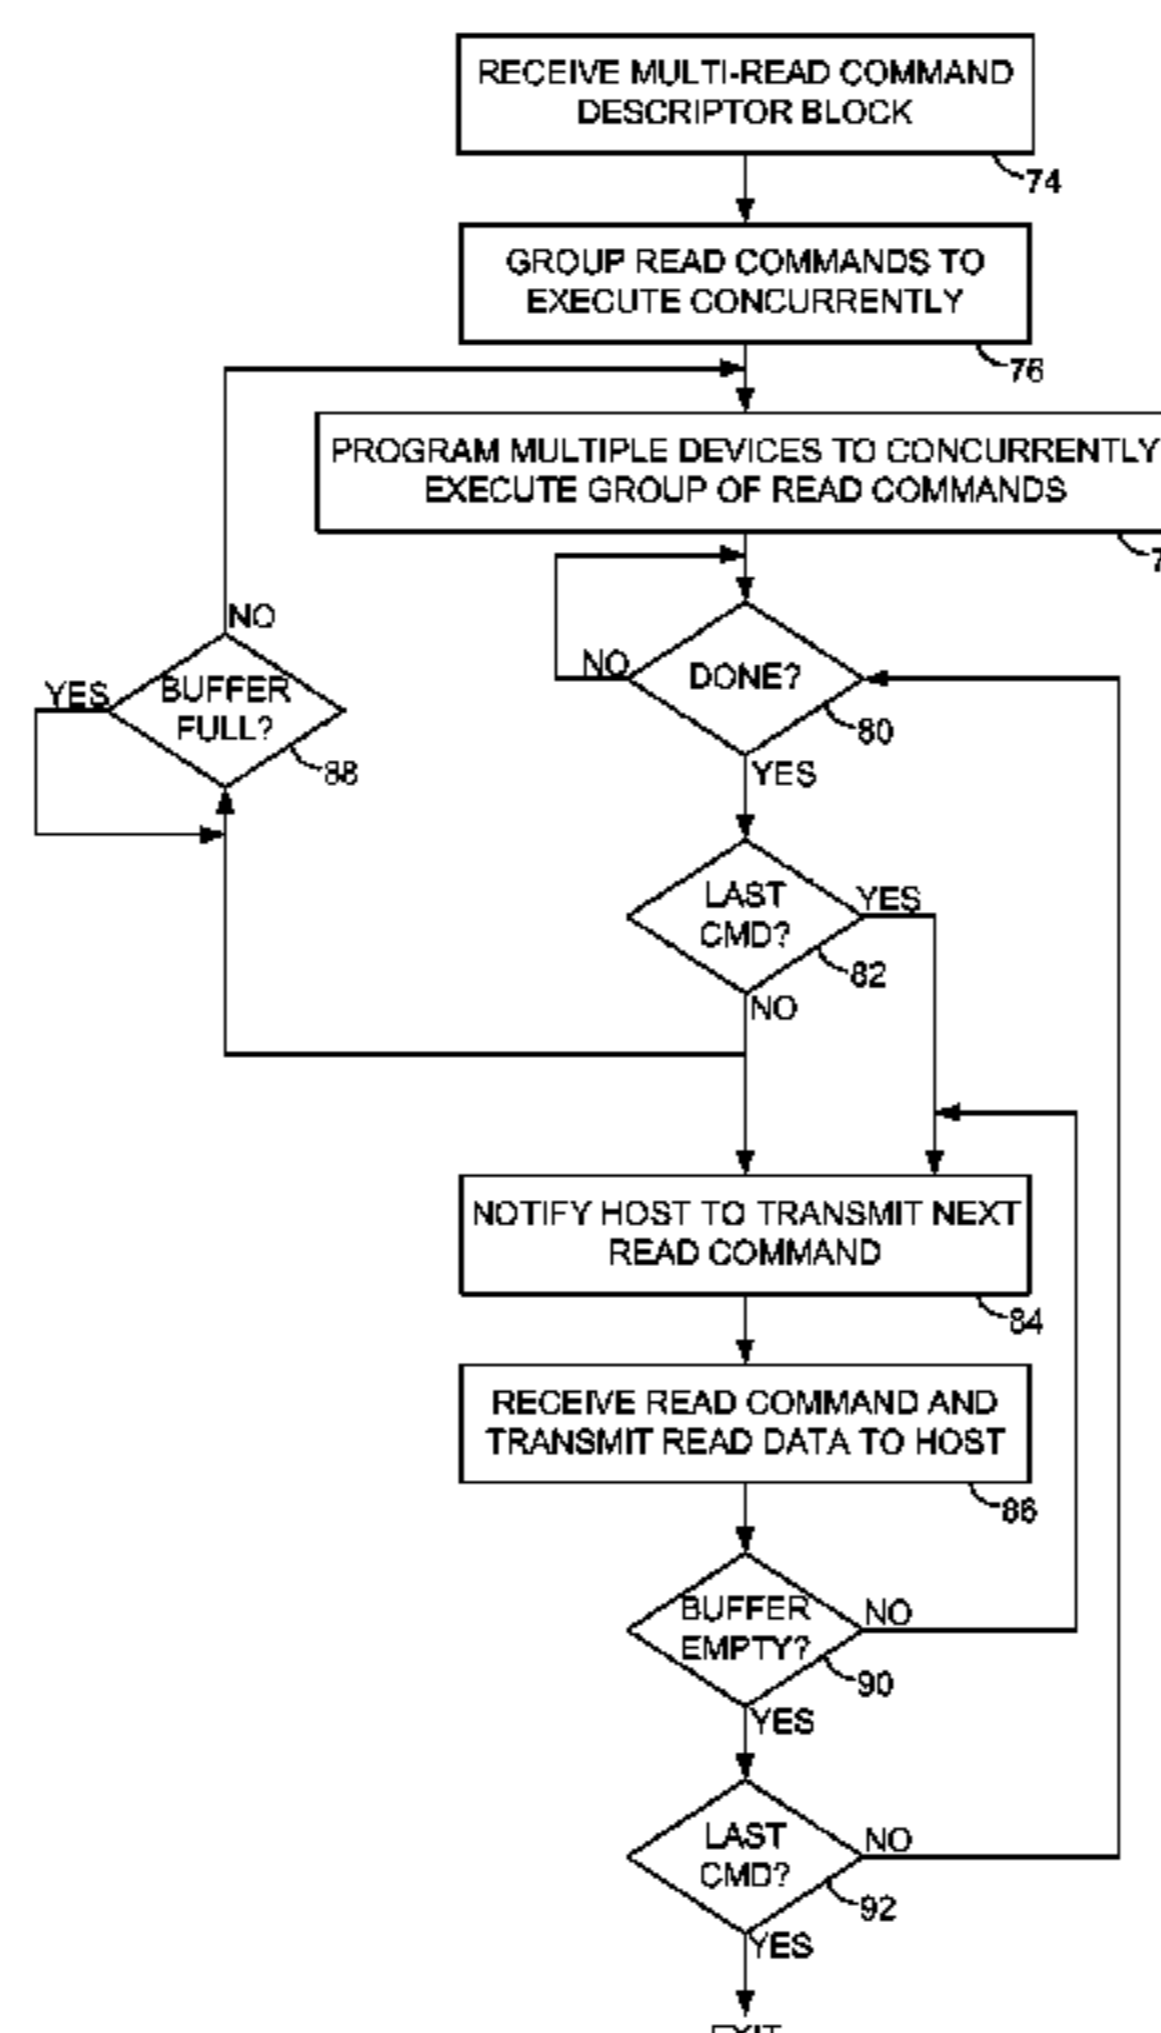 RECEIVE MULTI-READ COMMAND
DESCRIPTOR BLOCK
74
GROUP READ COMMANDS TO
EXECUTE CONCURRENTLY
76
PROGRAM MULTIPLE DEVICES TO CONCURRENTLY
EXECUTE GROUP OF READ COMMANDS
7
NO
BUFFER
FULL?
YES
88
NO
DONE?
80
YES
LAST
CMD?
YES
82
NO
NOTIFY HOST TO TRANSMIT NEXT
READ COMMAND
84
RECEIVE READ COMMAND AND
TRANSMIT READ DATA TO HOST
86
BUFFER
EMPTY?
NO
90
YES
LAST
CMD?
NO
92
YES
EXIT